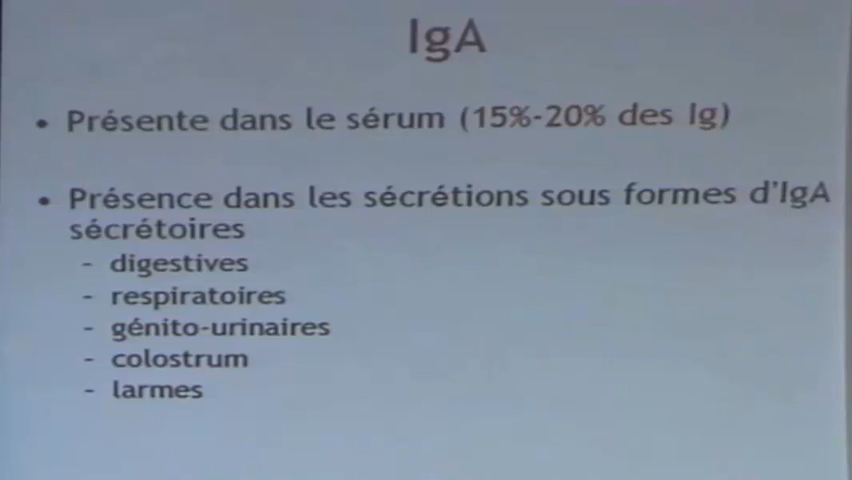 IgA
• Présente dans le sérum (15%-20% des Ig)
• Présence dans les sécrétions sous formes d'IgA
sécrétoires
- digestives
- respiratoires
- génito-urinaires
- colostrum
- larmes